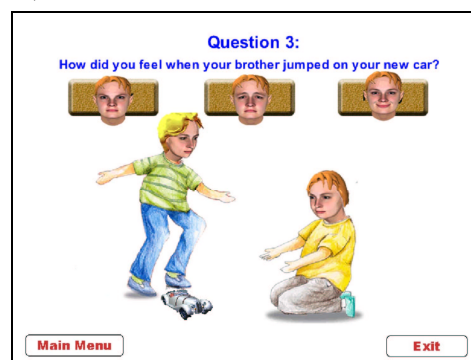 Question 3:
How did you feel when your brother jumped on your new car?
Main Menu
Exit